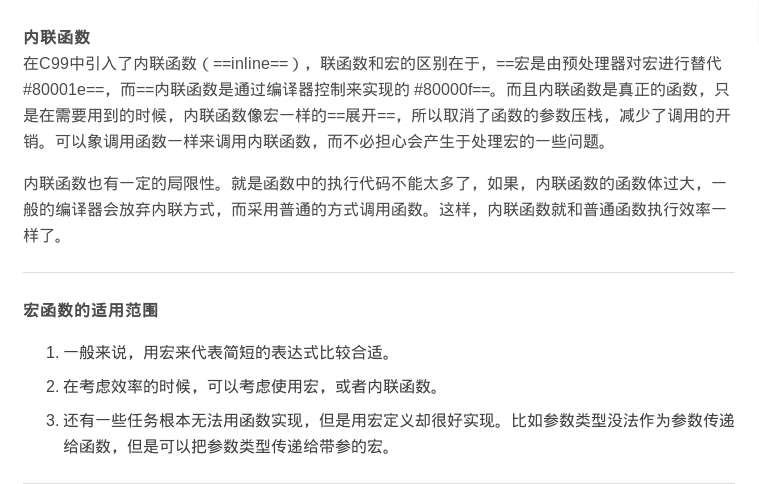 内联函数
在C99中引入了内联函数（==inline==），联函数和宏的区别在于，==宏是由预处理器对宏进行替代
#80001e==，而==内联函数是通过编译器控制来实现的 #80000f==。而且内联函数是真正的函数，只
是在需要用到的时候，内联函数像宏一样的==展开==，所以取消了函数的参数压栈，减少了调用的开
销。可以象调用函数一样来调用内联函数，而不必担心会产生于处理宏的一些问题。
内联函数也有一定的局限性。就是函数中的执行代码不能太多了，如果，内联函数的函数体过大，一
般的编译器会放弃内联方式，而采用普通的方式调用函数。这样，内联函数就和普通函数执行效率一
样了。
宏函数的适用范围
1. 一般来说，用宏来代表简短的表达式比较合适。
2. 在考虑效率的时候，可以考虑使用宏，或者内联函数。
3. 还有一些任务根本无法用函数实现，但是用宏定义却很好实现。比如参数类型没法作为参数传递
给函数，但是可以把参数类型传递给带参的宏。